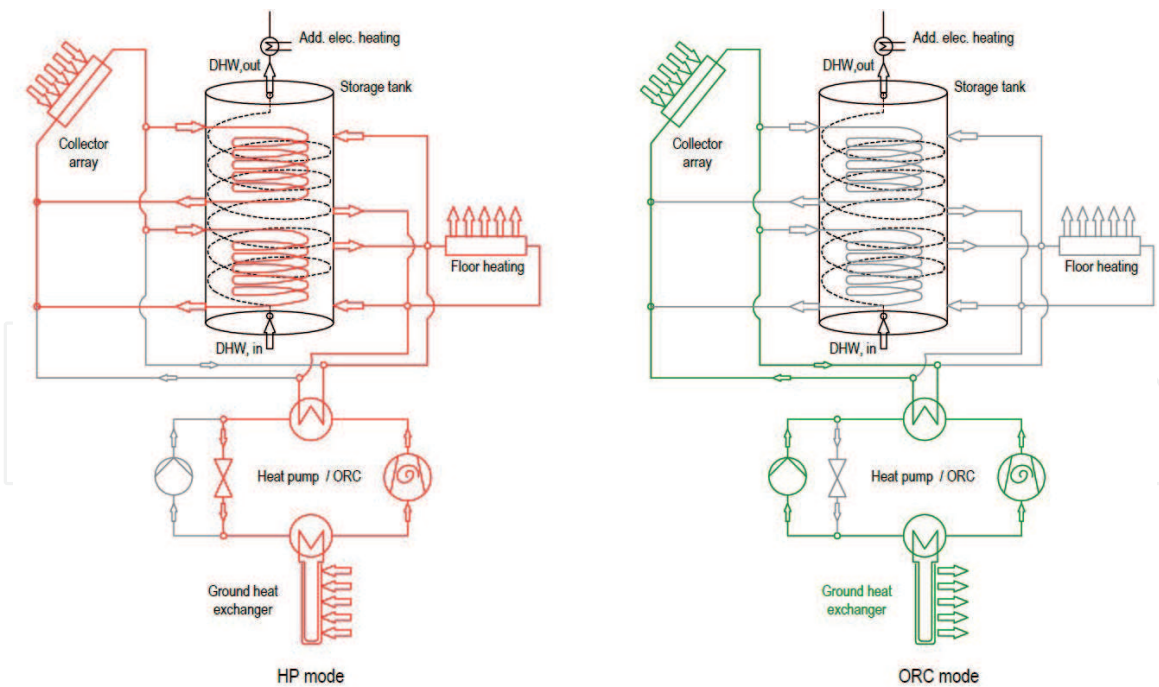 Add. elec. heating
DHW,out
Storage tank
Collector
array
Floor heating
DHW, in
Heat pump / ORC
Ground heat
exchanger
HP mode
Add. elec. heating
DHW,out
Storage tank
Collector
array
Floor heating
DHW, in
Heat pump / ORC
Ground heat
exchanger
ORC mode